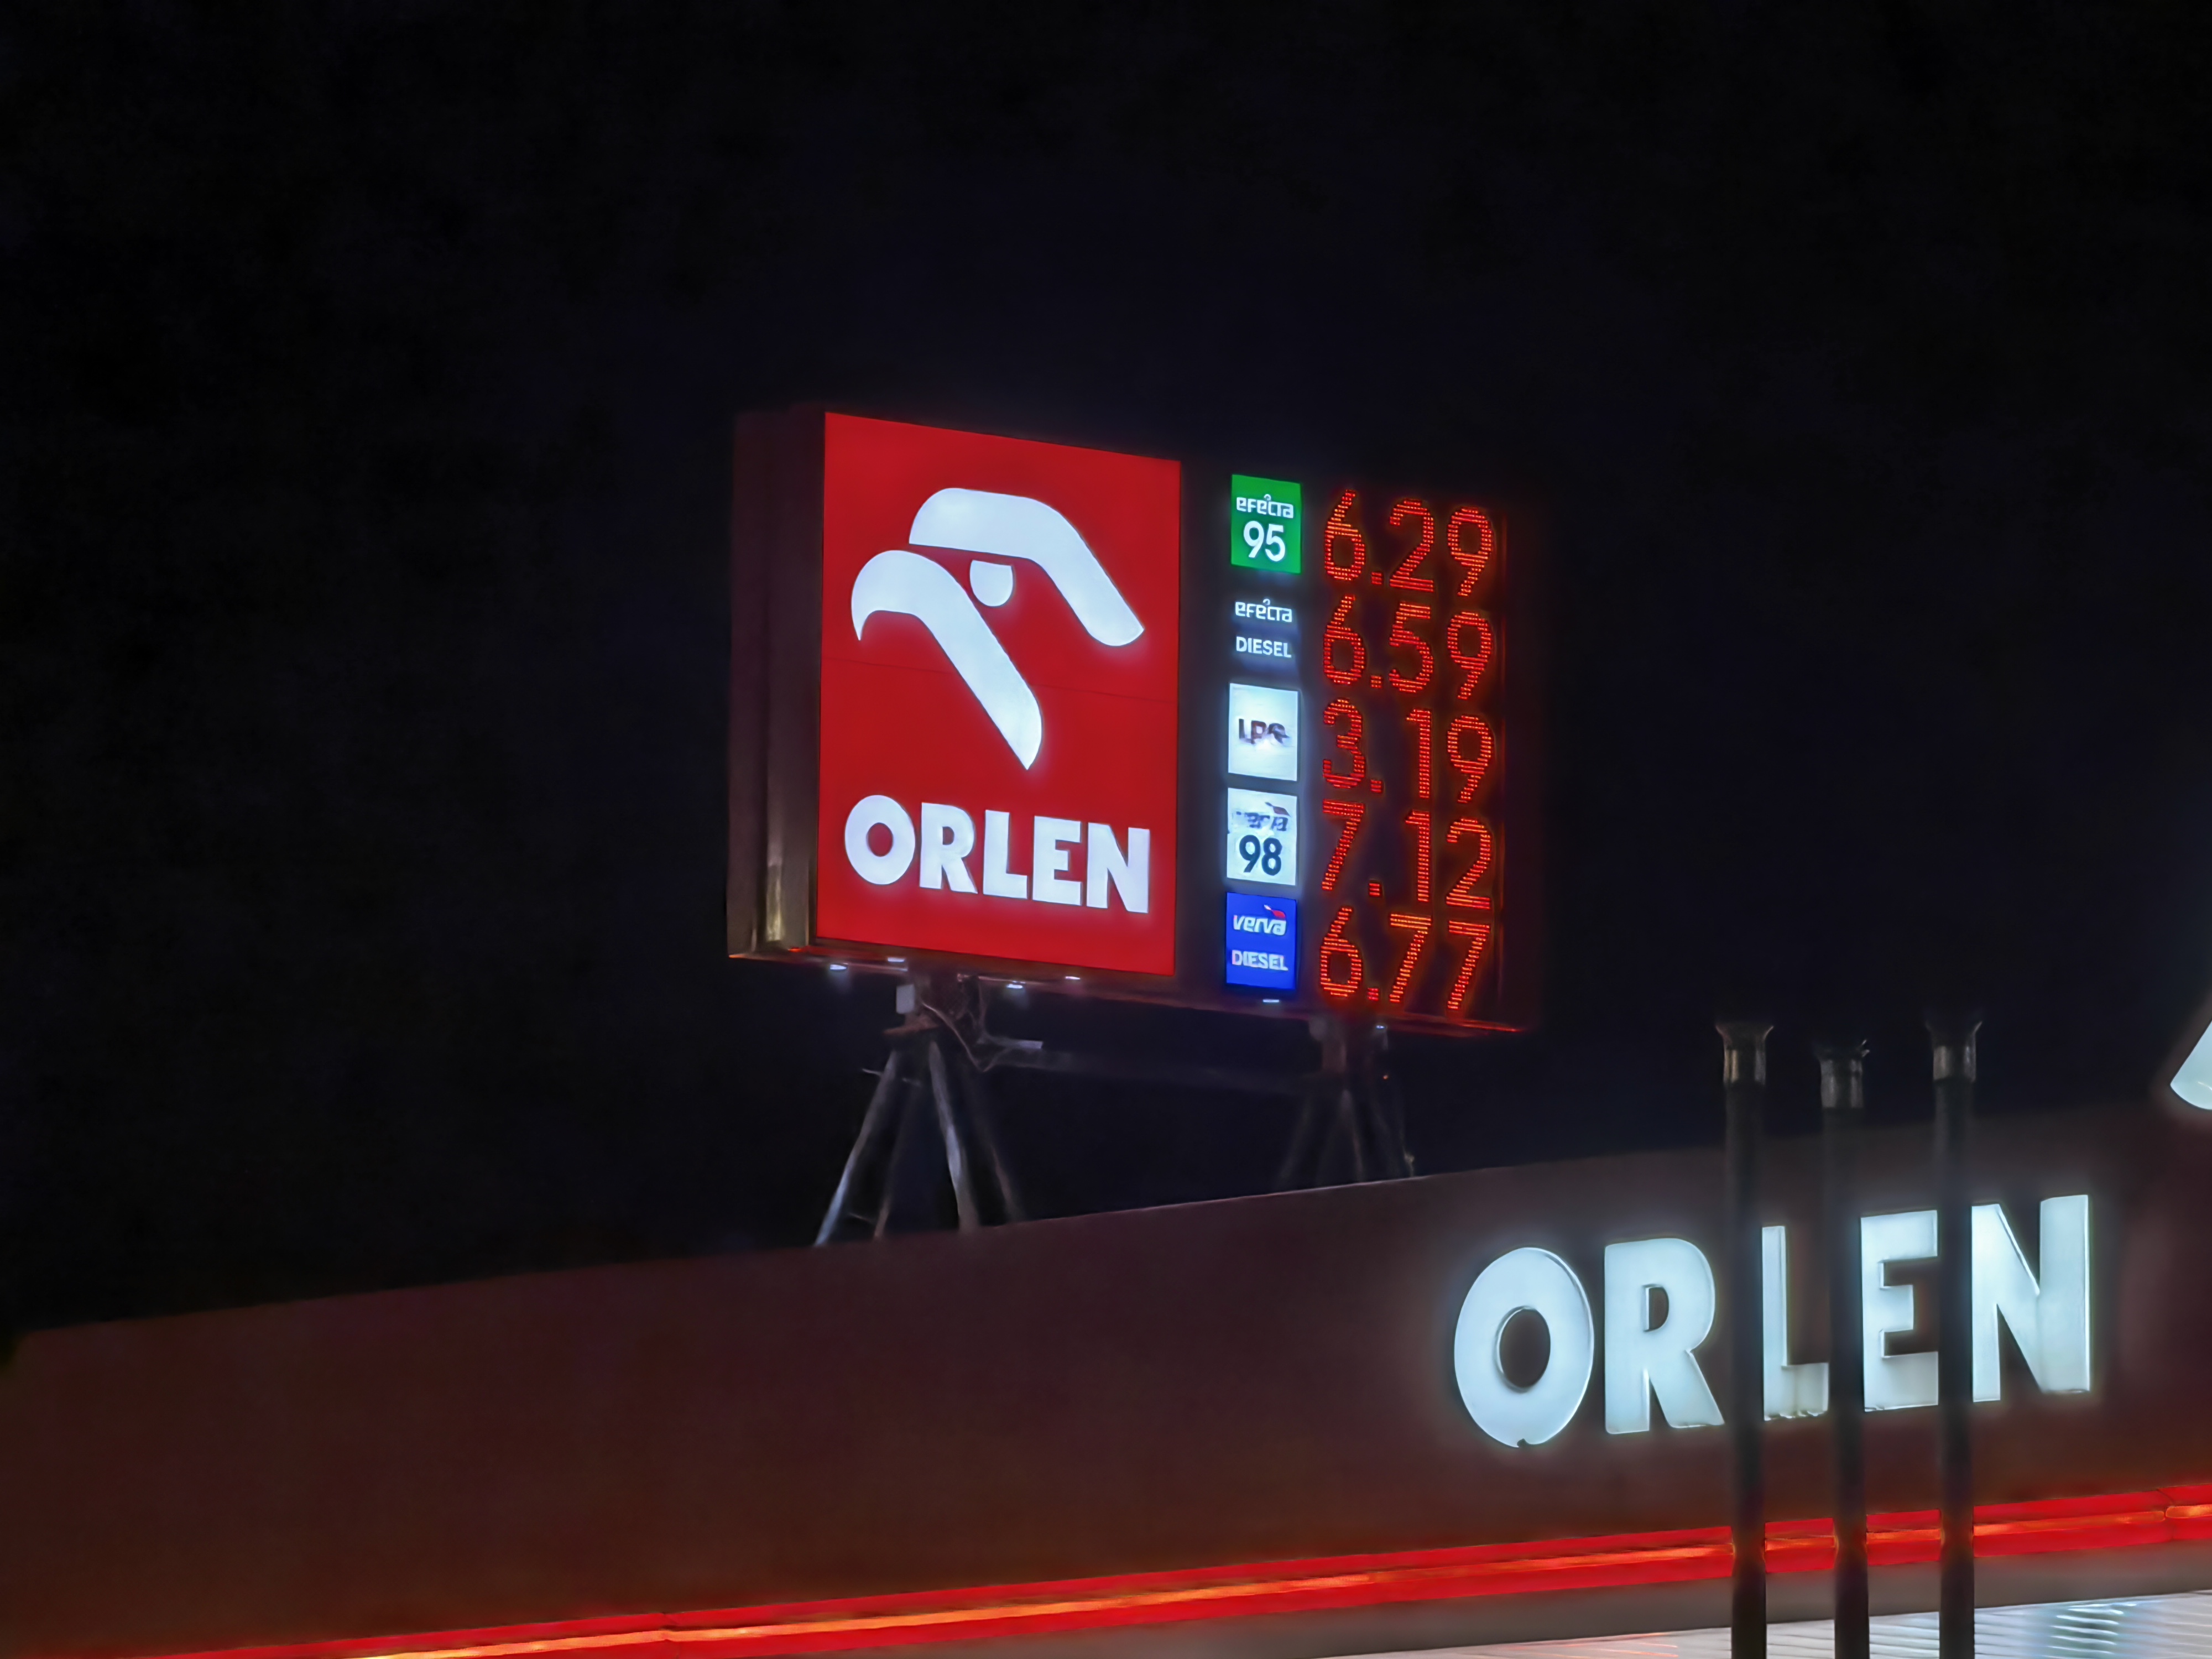 ORLEN
efecta
95
6.29
efecta
DIESEL
6.59
LPG
3.19
verva
98
7.12
verva
DIESEL
6.77
ORLEN